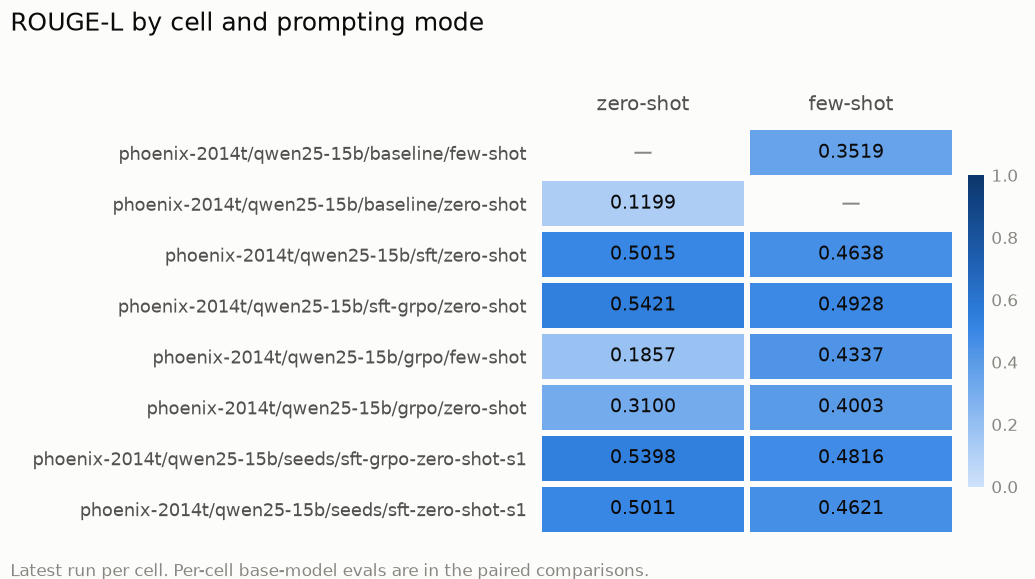 ROUGE-L by cell and prompting mode
zero-shot few-shot
phoenix-2014t/qwen25-15b/baseline/few-shot — 0.3519
phoenix-2014t/qwen25-15b/baseline/zero-shot 0.1199 —
phoenix-2014t/qwen25-15b/sft/zero-shot 0.5015 0.4638
phoenix-2014t/qwen25-15b/sft-grpo/zero-shot 0.5421 0.4928
phoenix-2014t/qwen25-15b/grpo/few-shot 0.1857 0.4337
phoenix-2014t/qwen25-15b/grpo/zero-shot 0.3100 0.4003
phoenix-2014t/qwen25-15b/seeds/sft-grpo-zero-shot-s1 0.5398 0.4816
phoenix-2014t/qwen25-15b/seeds/sft-zero-shot-s1 0.5011 0.4621
1.0
0.8
0.6
0.4
0.2
0.0
Latest run per cell. Per-cell base-model evals are in the paired comparisons.